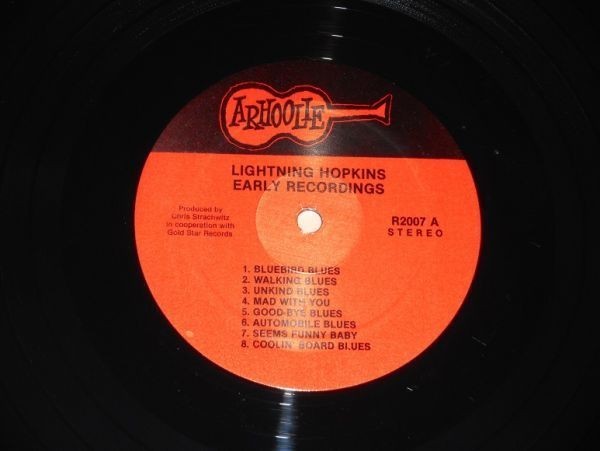 ARHOOLIE
LIGHTNING HOPKINS
EARLY RECORDINGS
Produced by
Chris Strachwitz
in cooperation with
Gold Star Records
R2007 A
STEREO
1. BLUEBIRD BLUES
2. WALKING BLUES
3. UNKIND BLUES
4. MAD WITH YOU
5. GOOD-BYE BLUES
6. AUTOMOBILE BLUES
7. SEEMS FUNNY BABY
8. COOLIN' BOARD BLUES